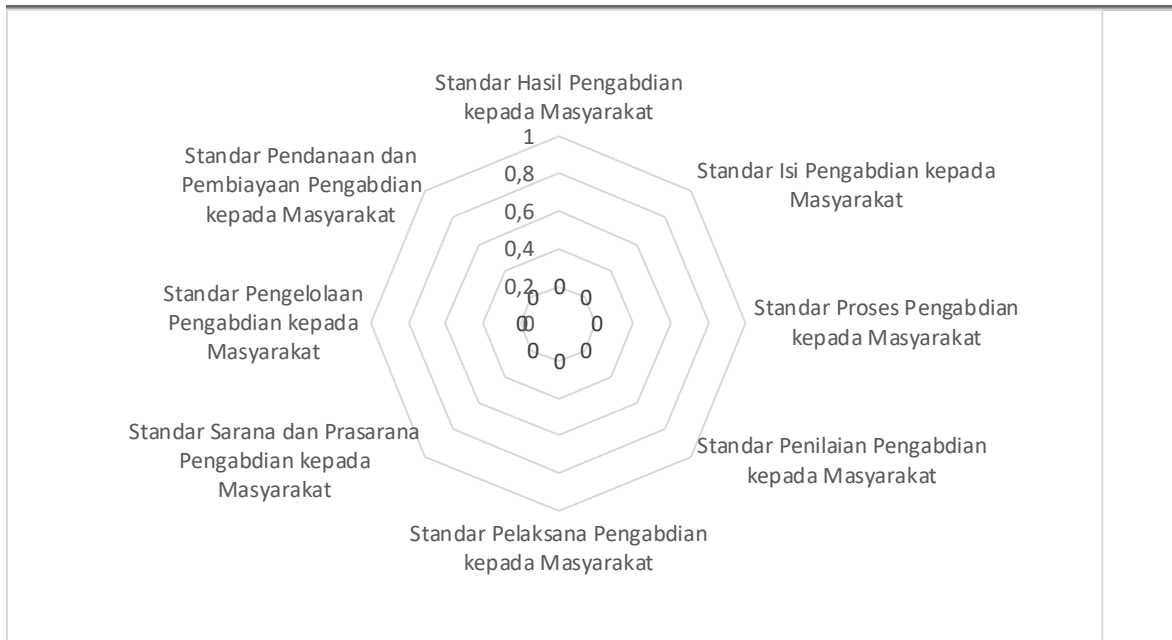 Standar Hasil Pengabdian
kepada Masyarakat
Standar Isi Pengabdian kepada
Masyarakat
Standar Proses Pengabdian
kepada Masyarakat
Standar Penilaian Pengabdian
kepada Masyarakat
Standar Pelaksana Pengabdian
kepada Masyarakat
Standar Sarana dan Prasarana
Pengabdian kepada
Masyarakat
Standar Pengelolaan
Pengabdian kepada
Masyarakat
Standar Pendanaan dan
Pembiayaan Pengabdian
kepada Masyarakat
1
0,8
0,6
0,4
0,2
0
0
0
0
0
0
0
0
0